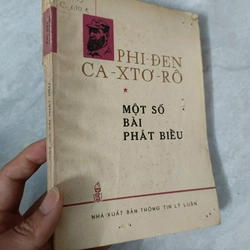 PHI-ĐEN
CA-XTƠ-RÔ
MỘT SỐ
BÀI
PHÁT BIỂU
NHÀ XUẤT BẢN THÔNG TIN LÝ LUẬN